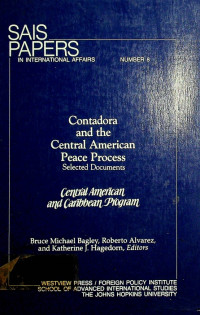 SAIS
PAPERS
IN INTERNATIONAL AFFAIRS NUMBER 8
Contadora
and the
Central American
Peace Process
Selected Documents
Central American
and Caribbean Program
Bruce Michael Bagley, Roberto Alvarez,
and Katherine J. Hagedorn, Editors
WESTVIEW PRESS / FOREIGN POLICY INSTITUTE
SCHOOL OF ADVANCED INTERNATIONAL STUDIES
THE JOHNS HOPKINS UNIVERSITY